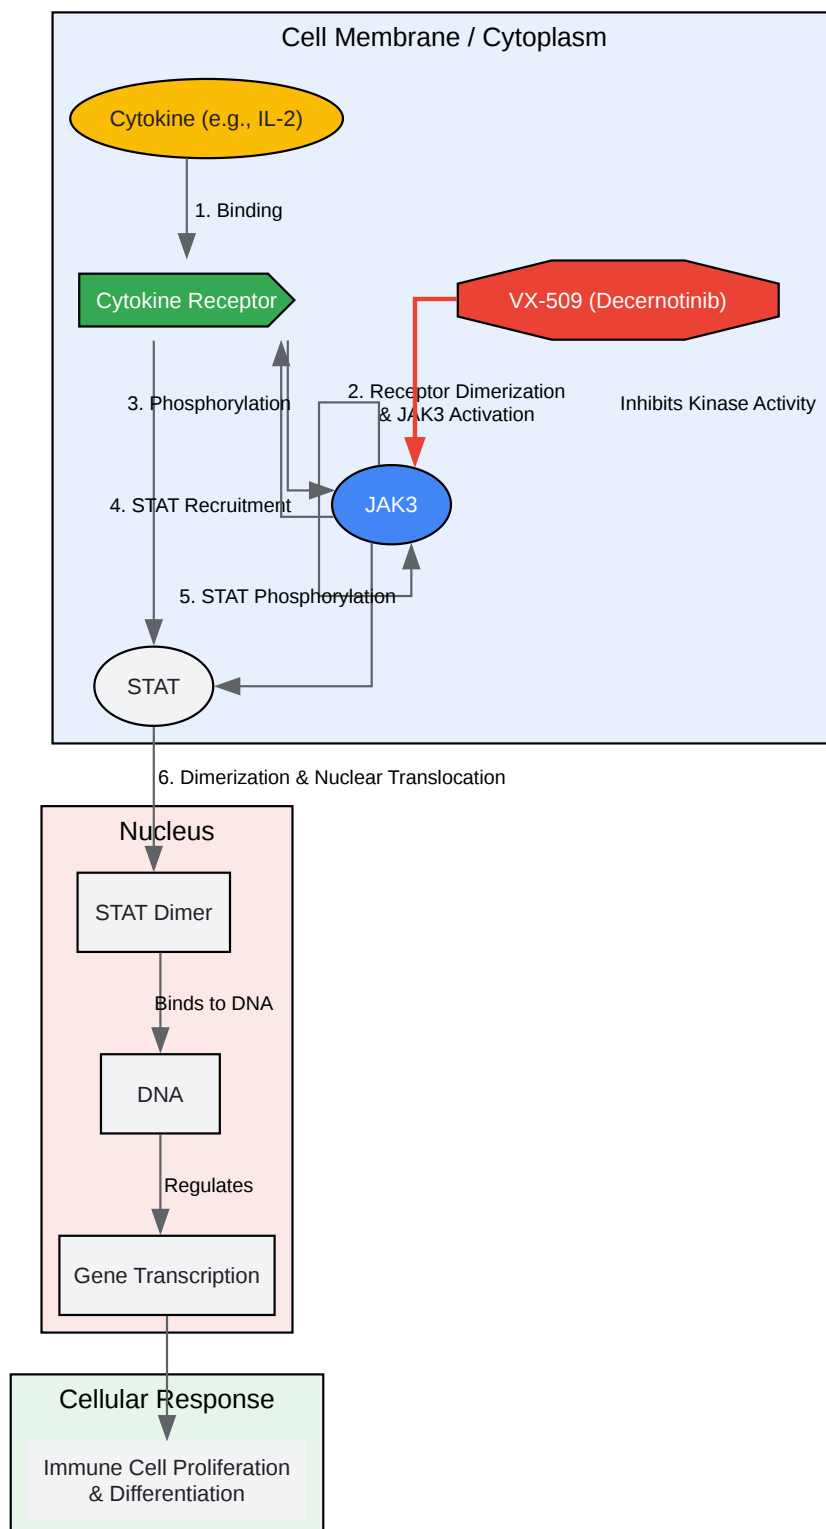 Cell Membrane / Cytoplasm
Cytokine (e.g., IL-2)
1. Binding
Cytokine Receptor
VX-509 (Decernotinib)
2. Receptor Dimerization
& JAK3 Activation
3. Phosphorylation
Inhibits Kinase Activity
4. STAT Recruitment
JAK3
5. STAT Phosphorylation
STAT
6. Dimerization & Nuclear Translocation
Nucleus
STAT Dimer
Binds to DNA
DNA
Regulates
Gene Transcription
Cellular Response
Immune Cell Proliferation
& Differentiation